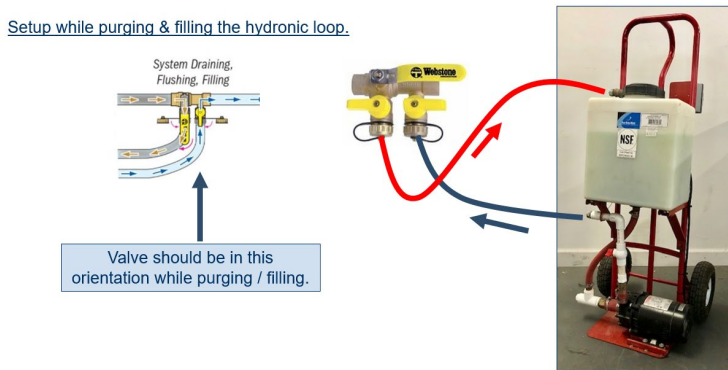 Setup while purging & filling the hydronic loop.
System Draining,
Flushing, Filling
Webstone
NSF
Valve should be in this
orientation while purging / filling.